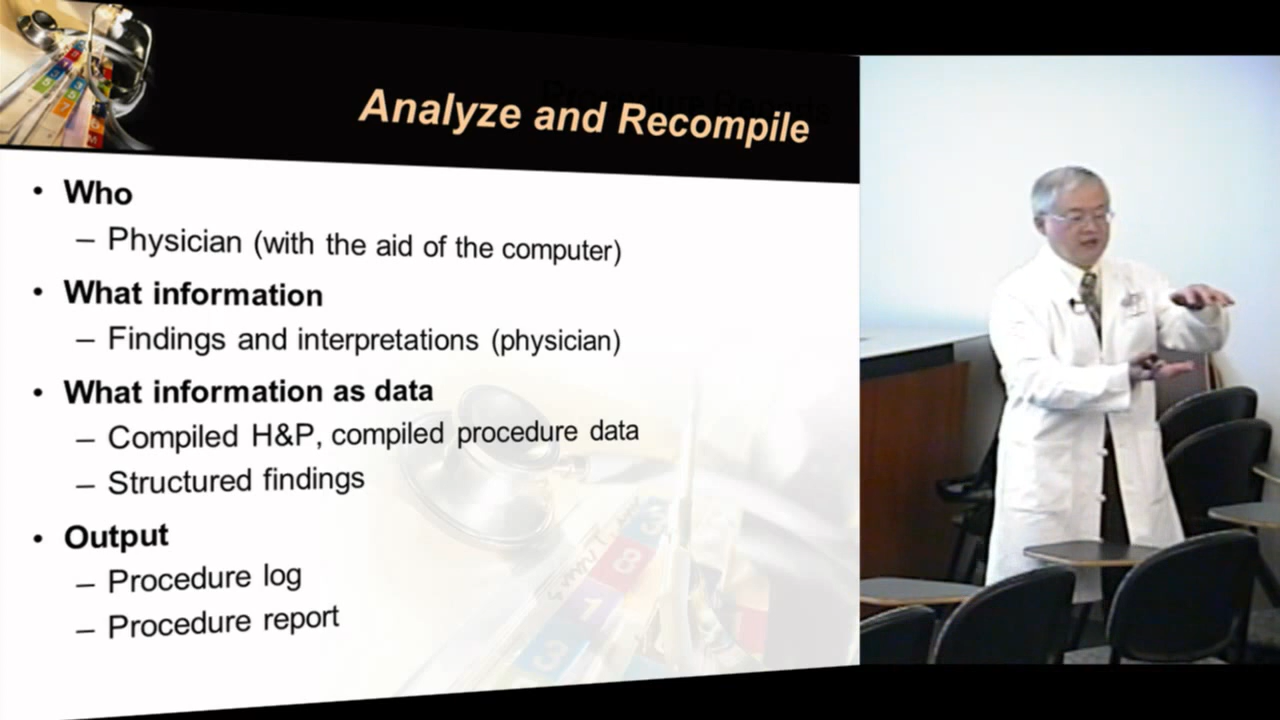 Analyze and Recompile
• Who
– Physician (with the aid of the computer)
• What information
– Findings and interpretations (physician)
• What information as data
– Compiled H&P, compiled procedure data
– Structured findings
• Output
– Procedure log
– Procedure report